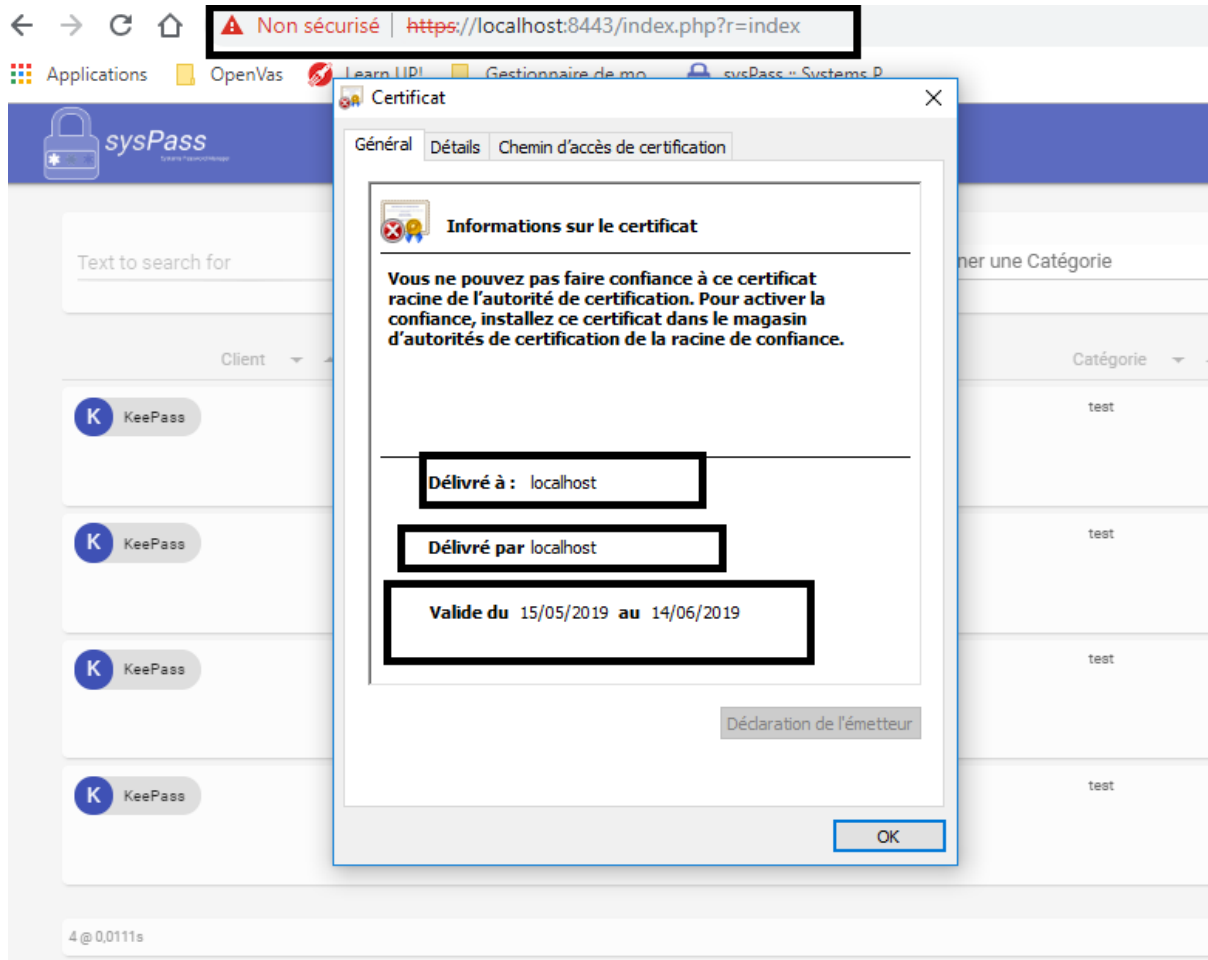 Non sécurisé | https://localhost:8443/index.php?r=index
Applications OpenVas Learn UP! Gestionnaire de mo sysPass :: Systems P
sysPass
Certificat
Général Détails Chemin d'accès de certification
Informations sur le certificat
Vous ne pouvez pas faire confiance à ce certificat
racine de l'autorité de certification. Pour activer la
confiance, installez ce certificat dans le magasin
d'autorités de certification de la racine de confiance.
Délivré à : localhost
Délivré par localhost
Valide du 15/05/2019 au 14/06/2019
Déclaration de l'émetteur
OK
Text to search for
ner une Catégorie
Client Catégorie
K KeePass test
K KeePass test
K KeePass test
K KeePass test
4 @ 0,0111s